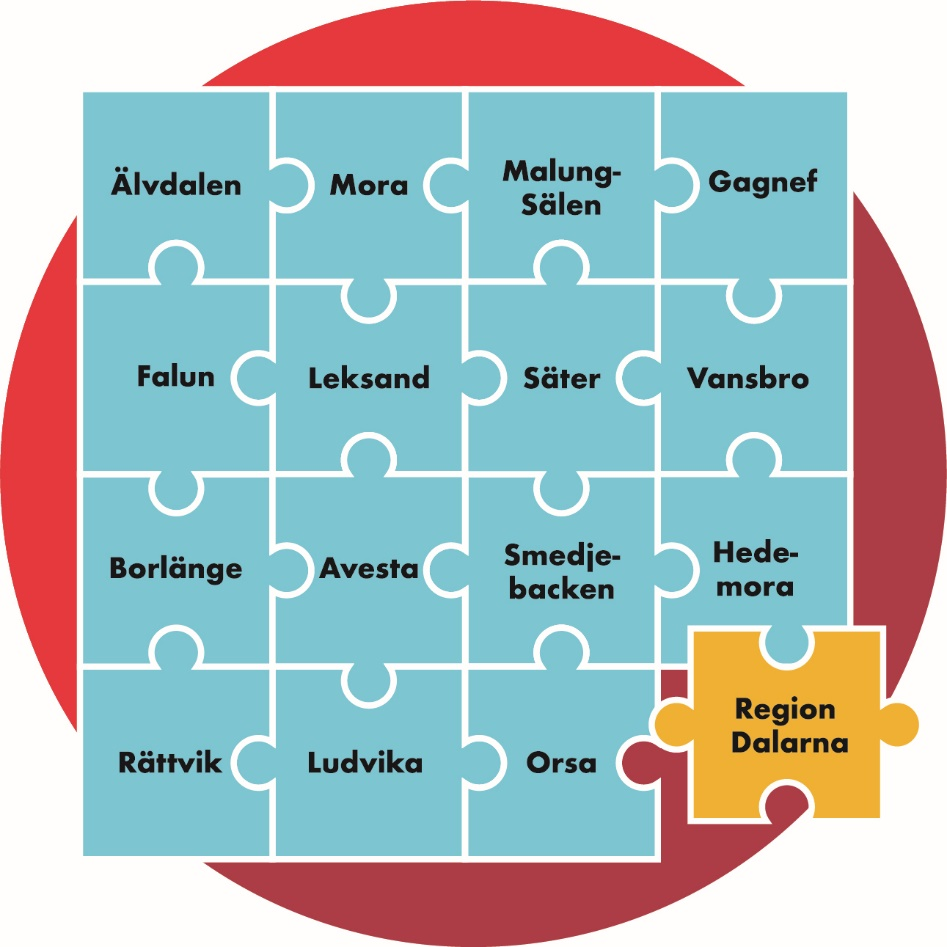 Älvdalen
Mora
Malung-
Sälen
Gagnef
Falun
Leksand
Säter
Vansbro
Borlänge
Avesta
Smedje-
backen
Hede-
mora
Rättvik
Ludvika
Orsa
Region
Dalarna